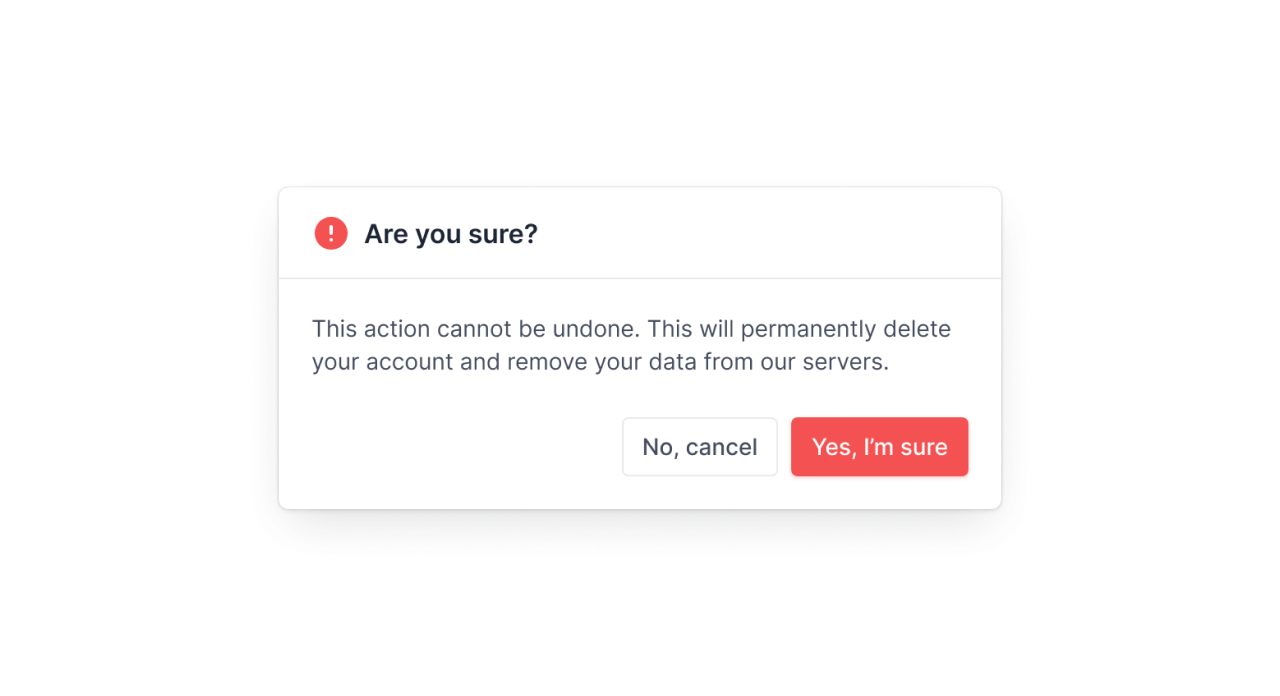 Are you sure?
This action cannot be undone. This will permanently delete
your account and remove your data from our servers.
No, cancel
Yes, I’m sure